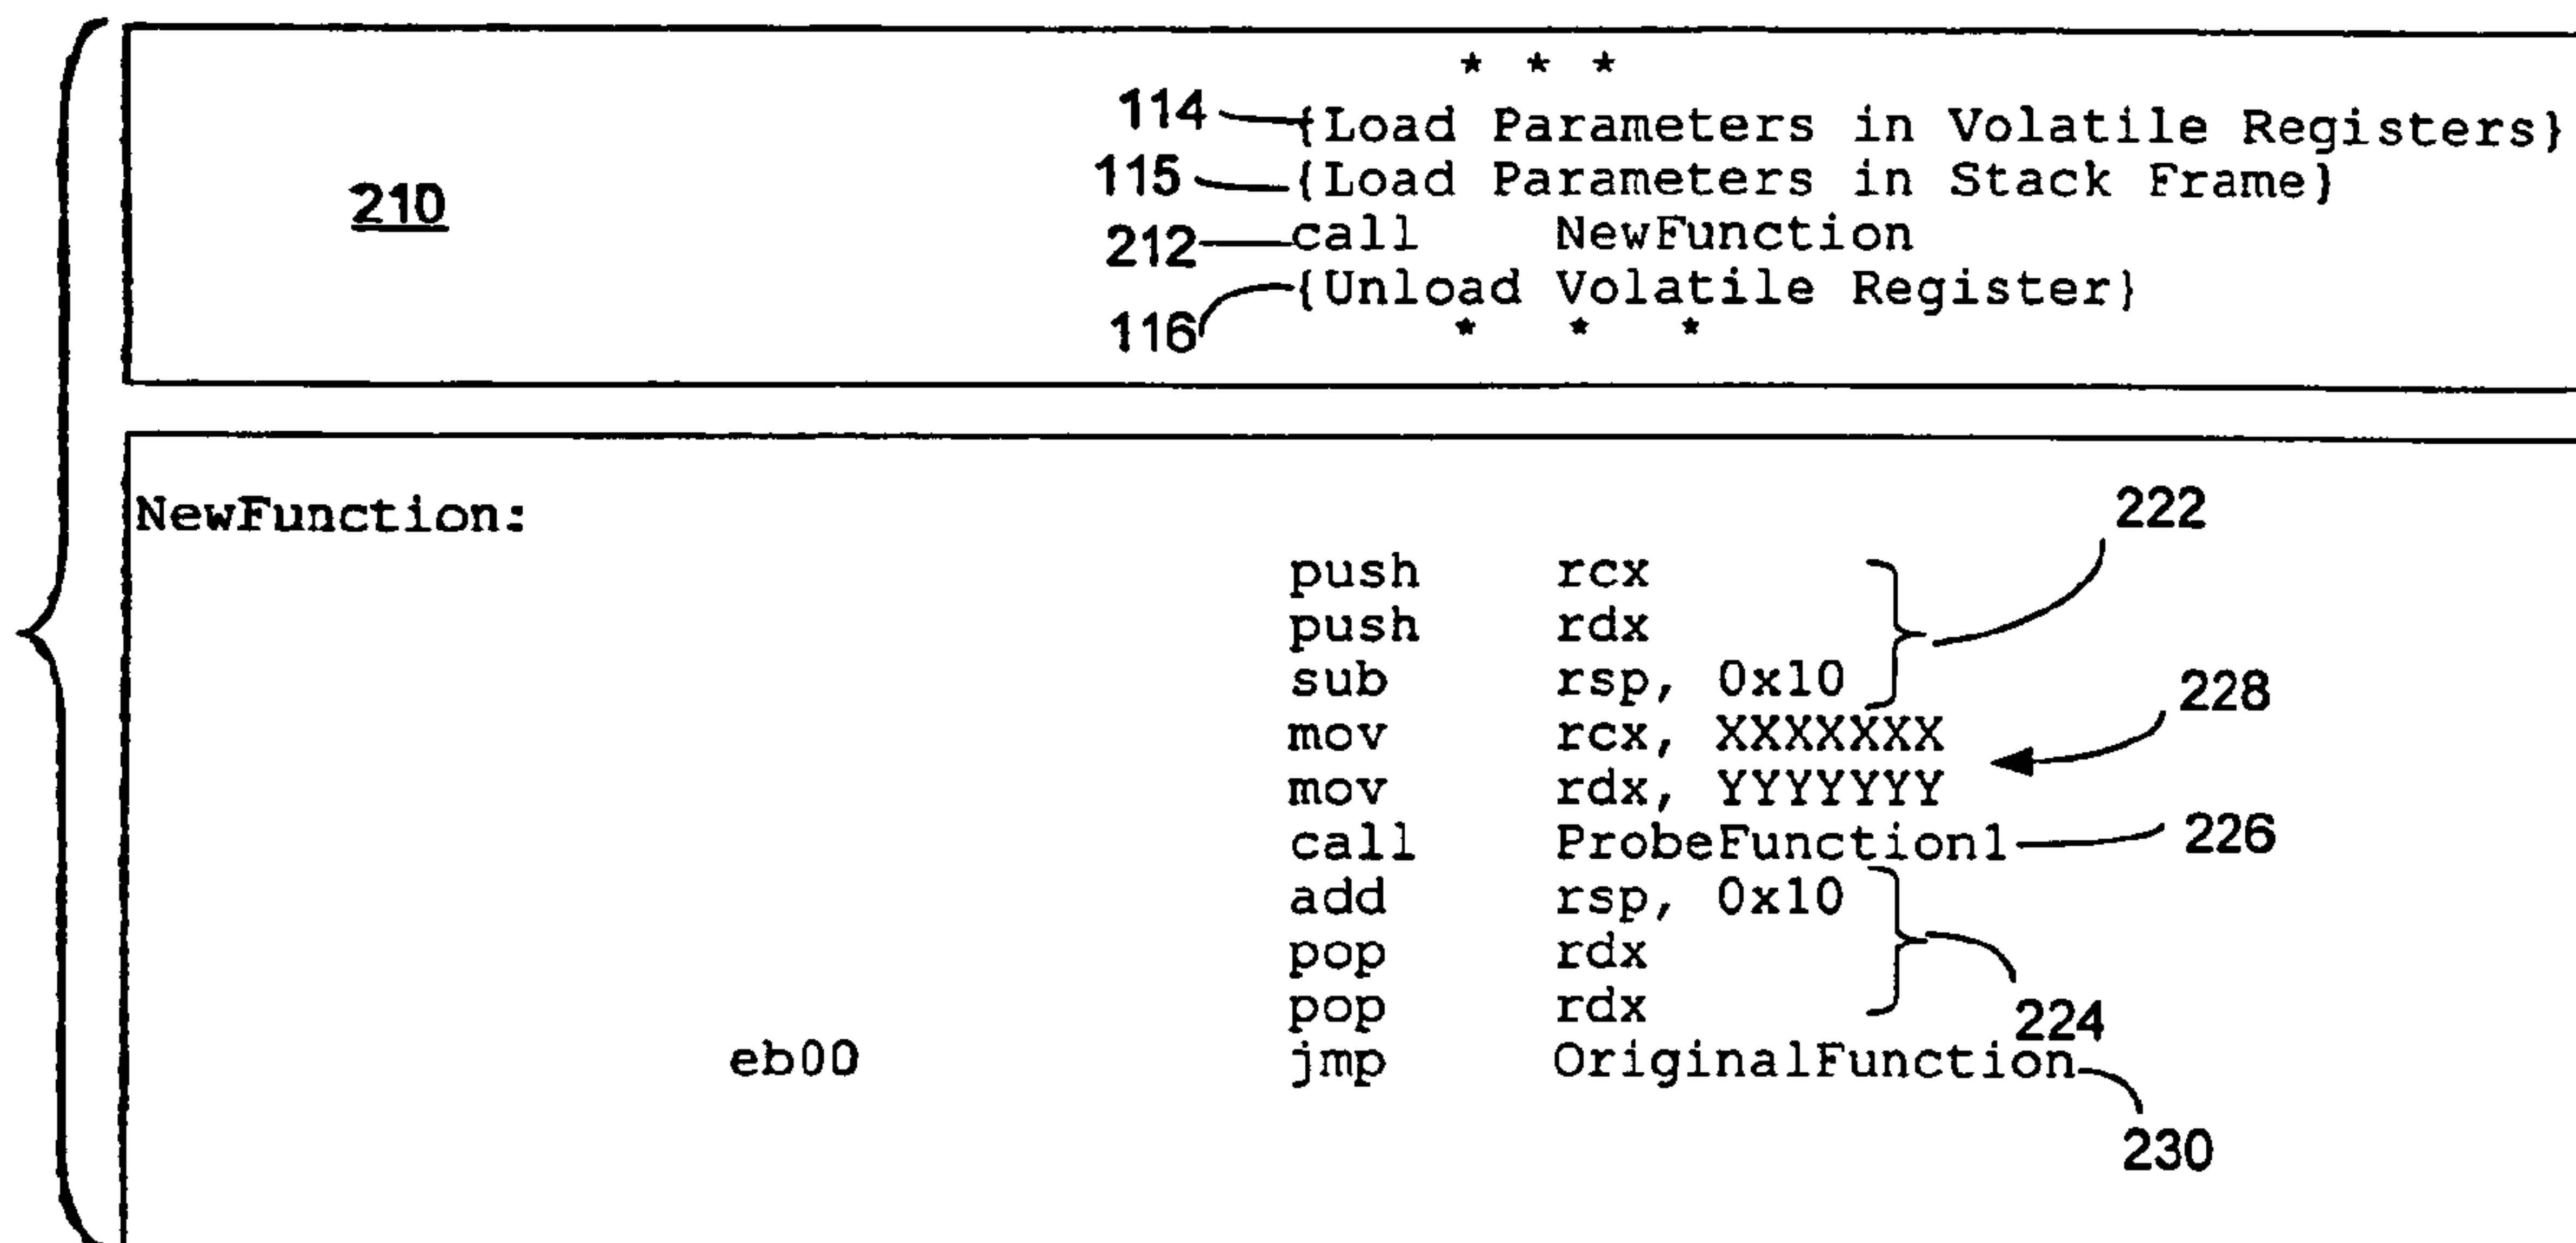 * * *
114 {Load Parameters in Volatile Registers}
115 {Load Parameters in Stack Frame}
210
212 call NewFunction
116 {Unload Volatile Register}
* * *
NewFunction:
222
push rcx
push rdx
sub rsp, 0x10
228
mov rcx, XXXXXXX
mov rdx, YYYYYYY
call ProbeFunction1 226
add rsp, 0x10
pop rdx
pop rdx
224
eb00 jmp OriginalFunction
230